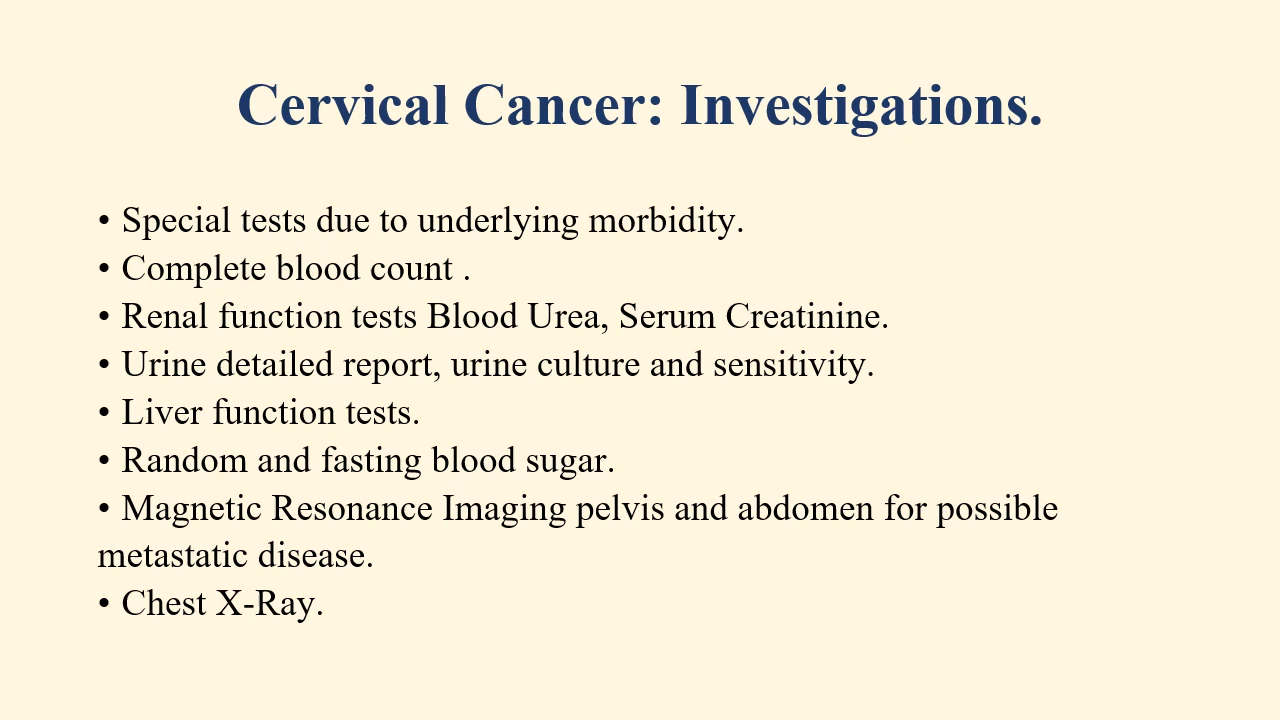 Cervical Cancer: Investigations.
• Special tests due to underlying morbidity.
• Complete blood count .
• Renal function tests Blood Urea, Serum Creatinine.
• Urine detailed report, urine culture and sensitivity.
• Liver function tests.
• Random and fasting blood sugar.
• Magnetic Resonance Imaging pelvis and abdomen for possible
metastatic disease.
• Chest X-Ray.